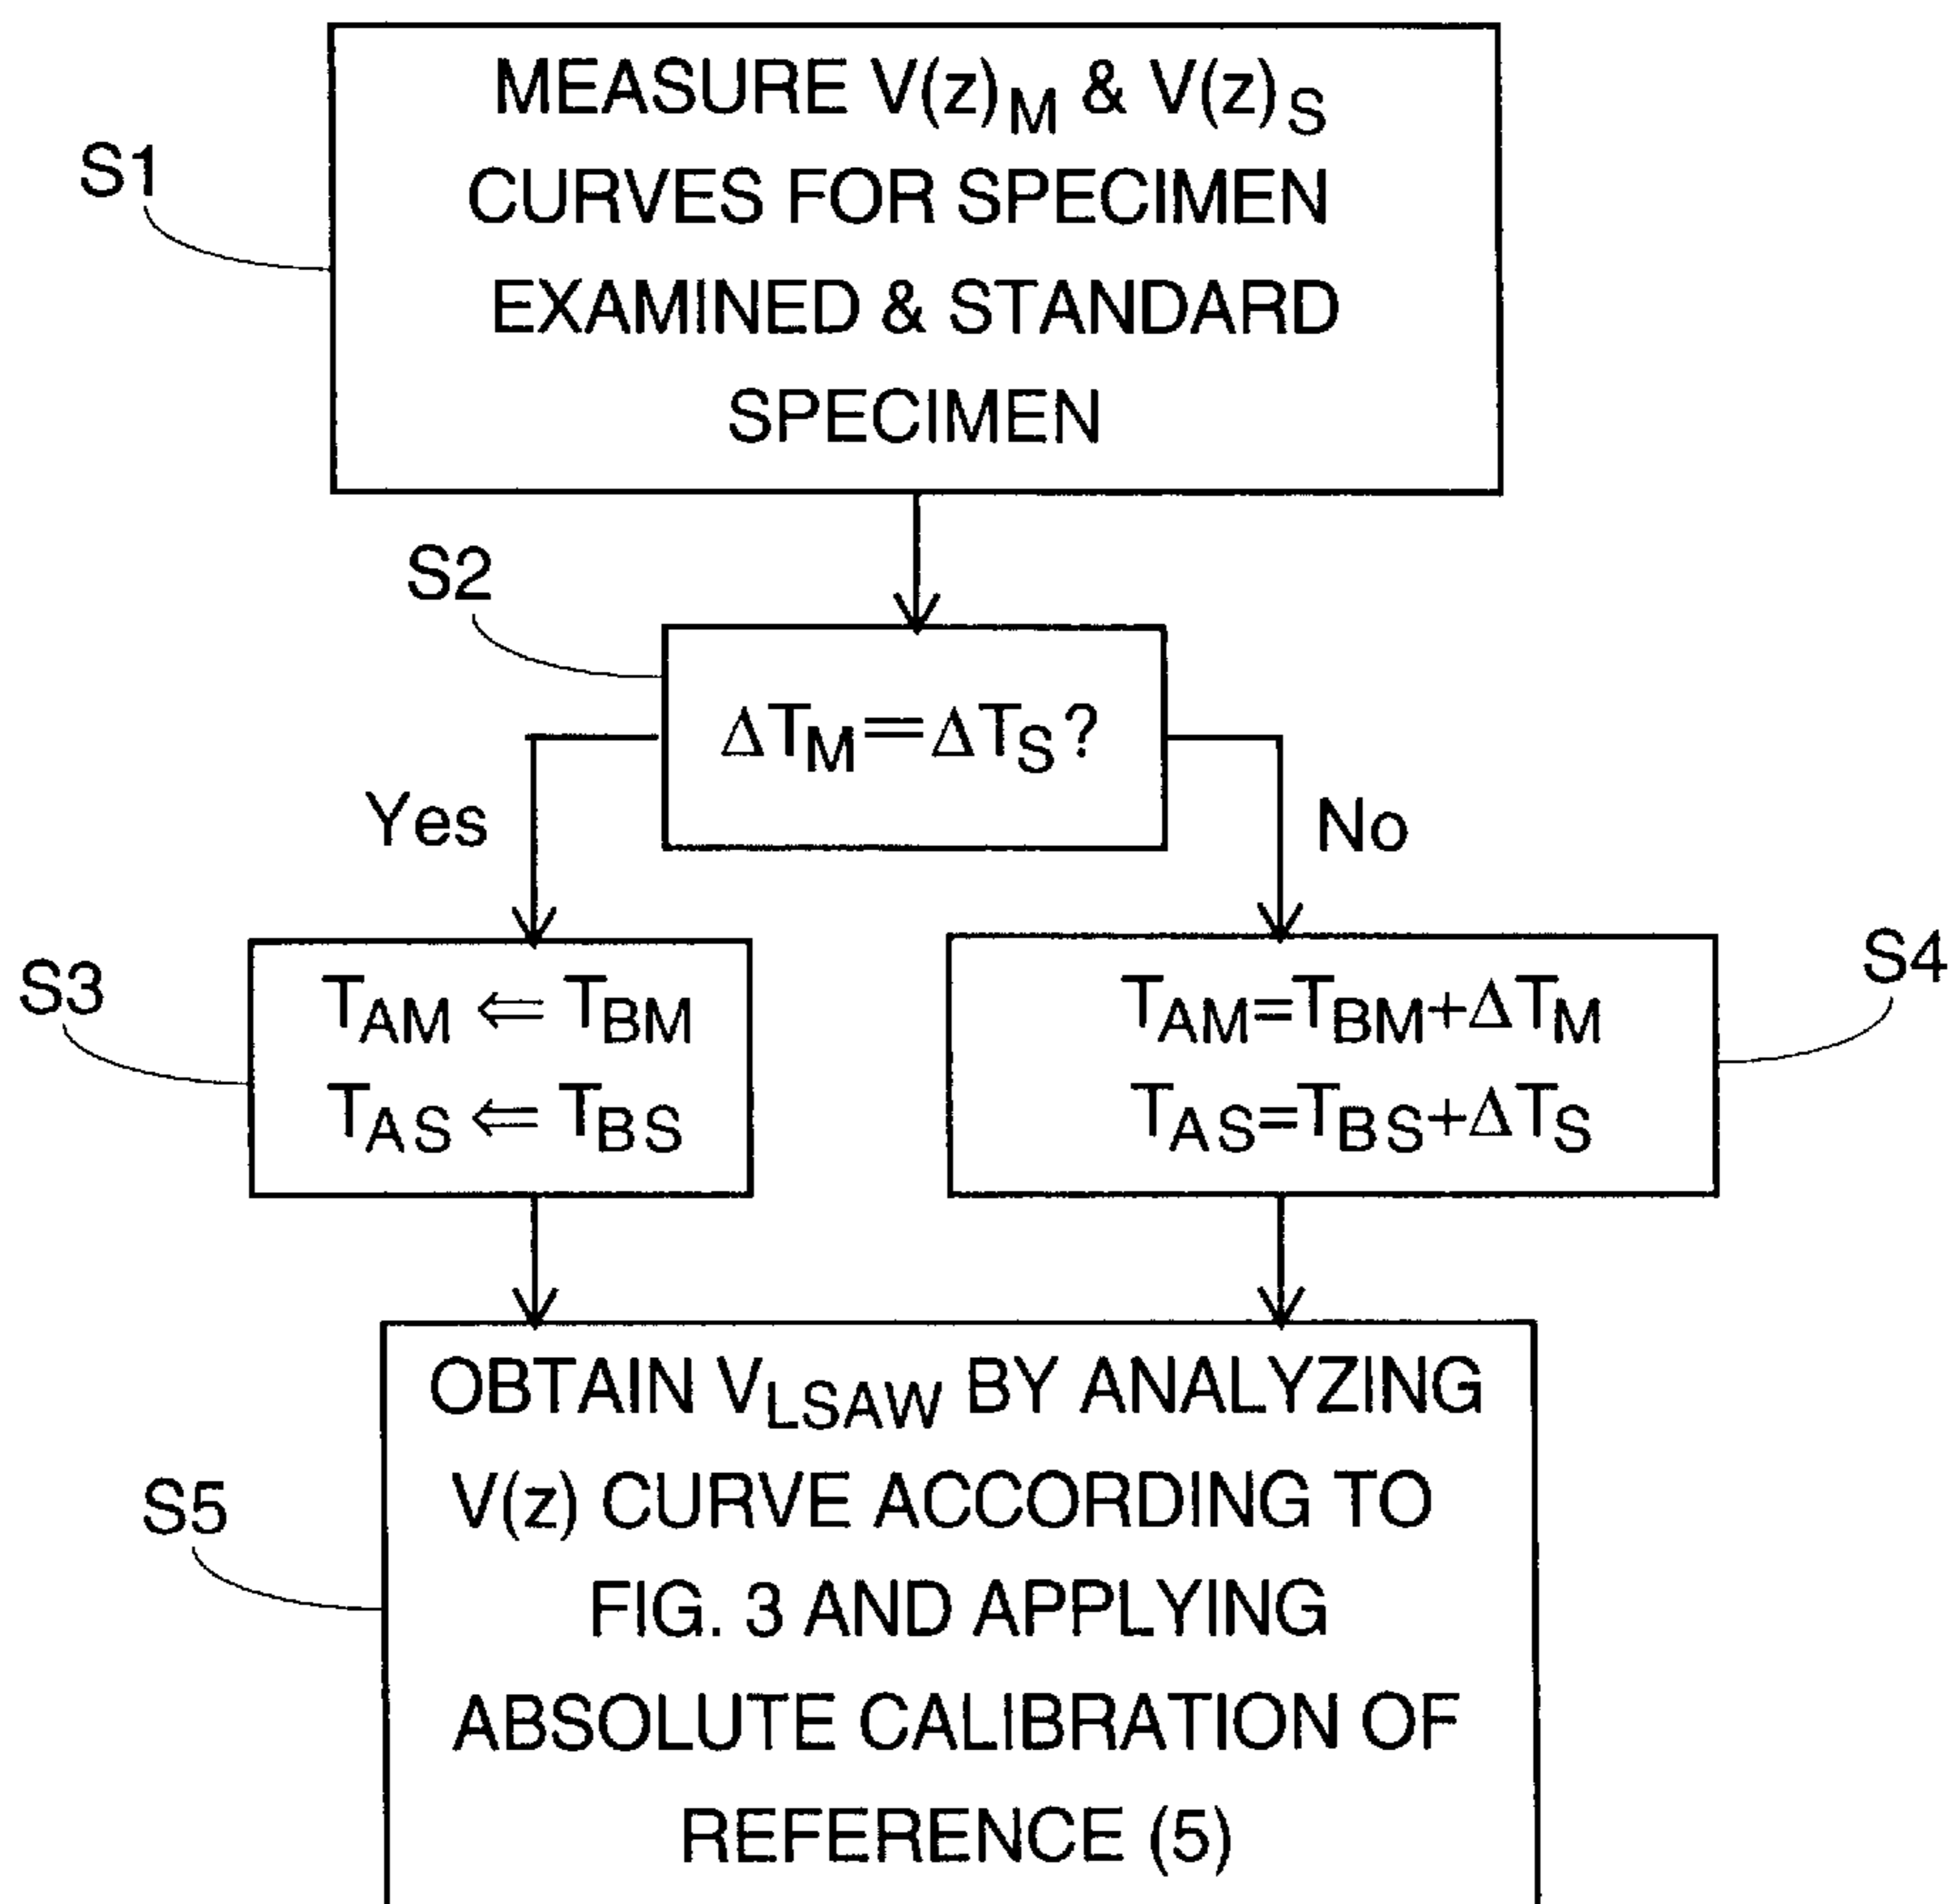 MEASURE V(z)M & V(z)S
CURVES FOR SPECIMEN
EXAMINED & STANDARD
SPECIMEN
S1
S2
ΔTM=ΔTS?
Yes
No
S3
TAM ⇐ TBM
TAS ⇐ TBS
S4
TAM=TBM+ΔTM
TAS=TBS+ΔTS
S5
OBTAIN VLSAW BY ANALYZING
V(z) CURVE ACCORDING TO
FIG. 3 AND APPLYING
ABSOLUTE CALIBRATION OF
REFERENCE (5)